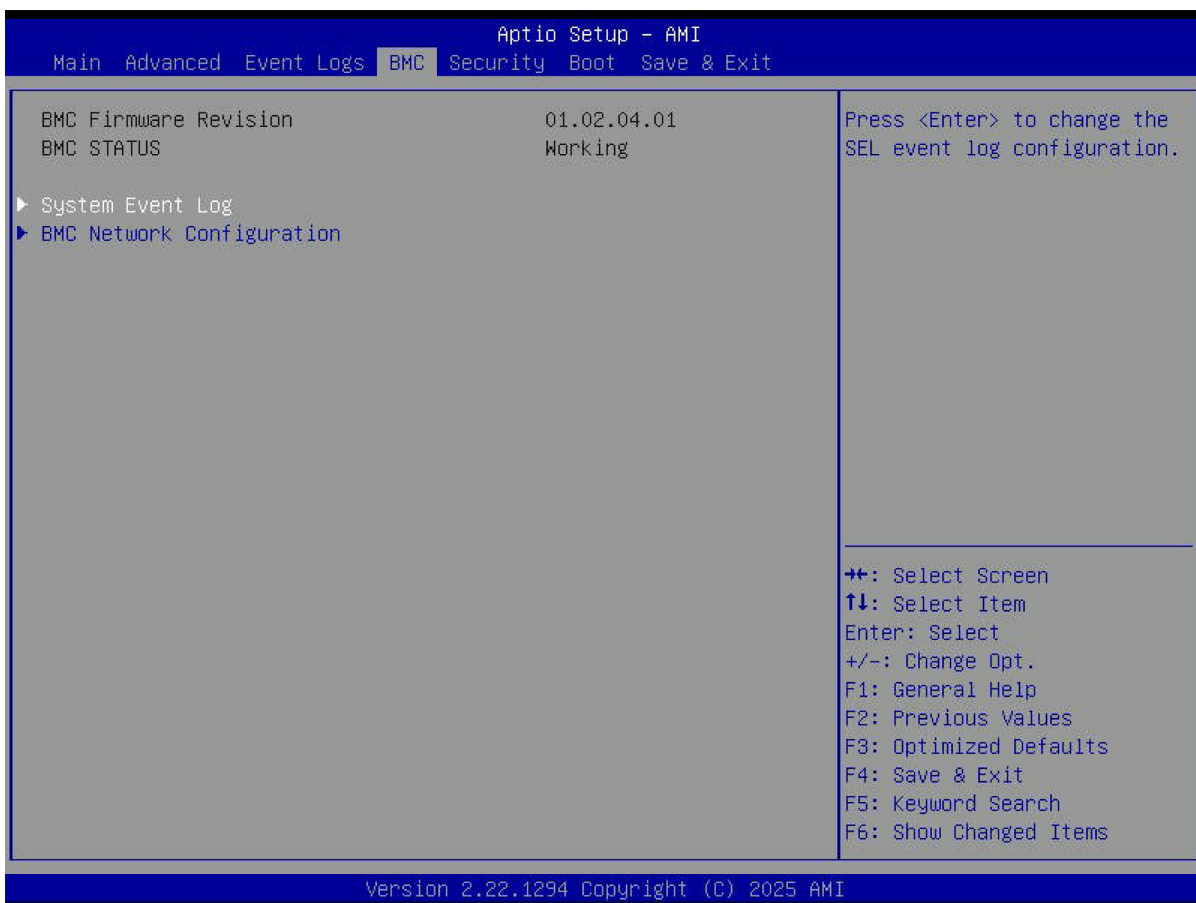 Aptio Setup – AMI
Main Advanced Event Logs BMC Security Boot Save & Exit
BMC Firmware Revision 01.02.04.01
BMC STATUS Working
System Event Log
BMC Network Configuration
Press <Enter> to change the
SEL event log configuration.
→←: Select Screen
↑↓: Select Item
Enter: Select
+/-: Change Opt.
F1: General Help
F2: Previous Values
F3: Optimized Defaults
F4: Save & Exit
F5: Keyword Search
F6: Show Changed Items
Version 2.22.1294 Copyright (C) 2025 AMI